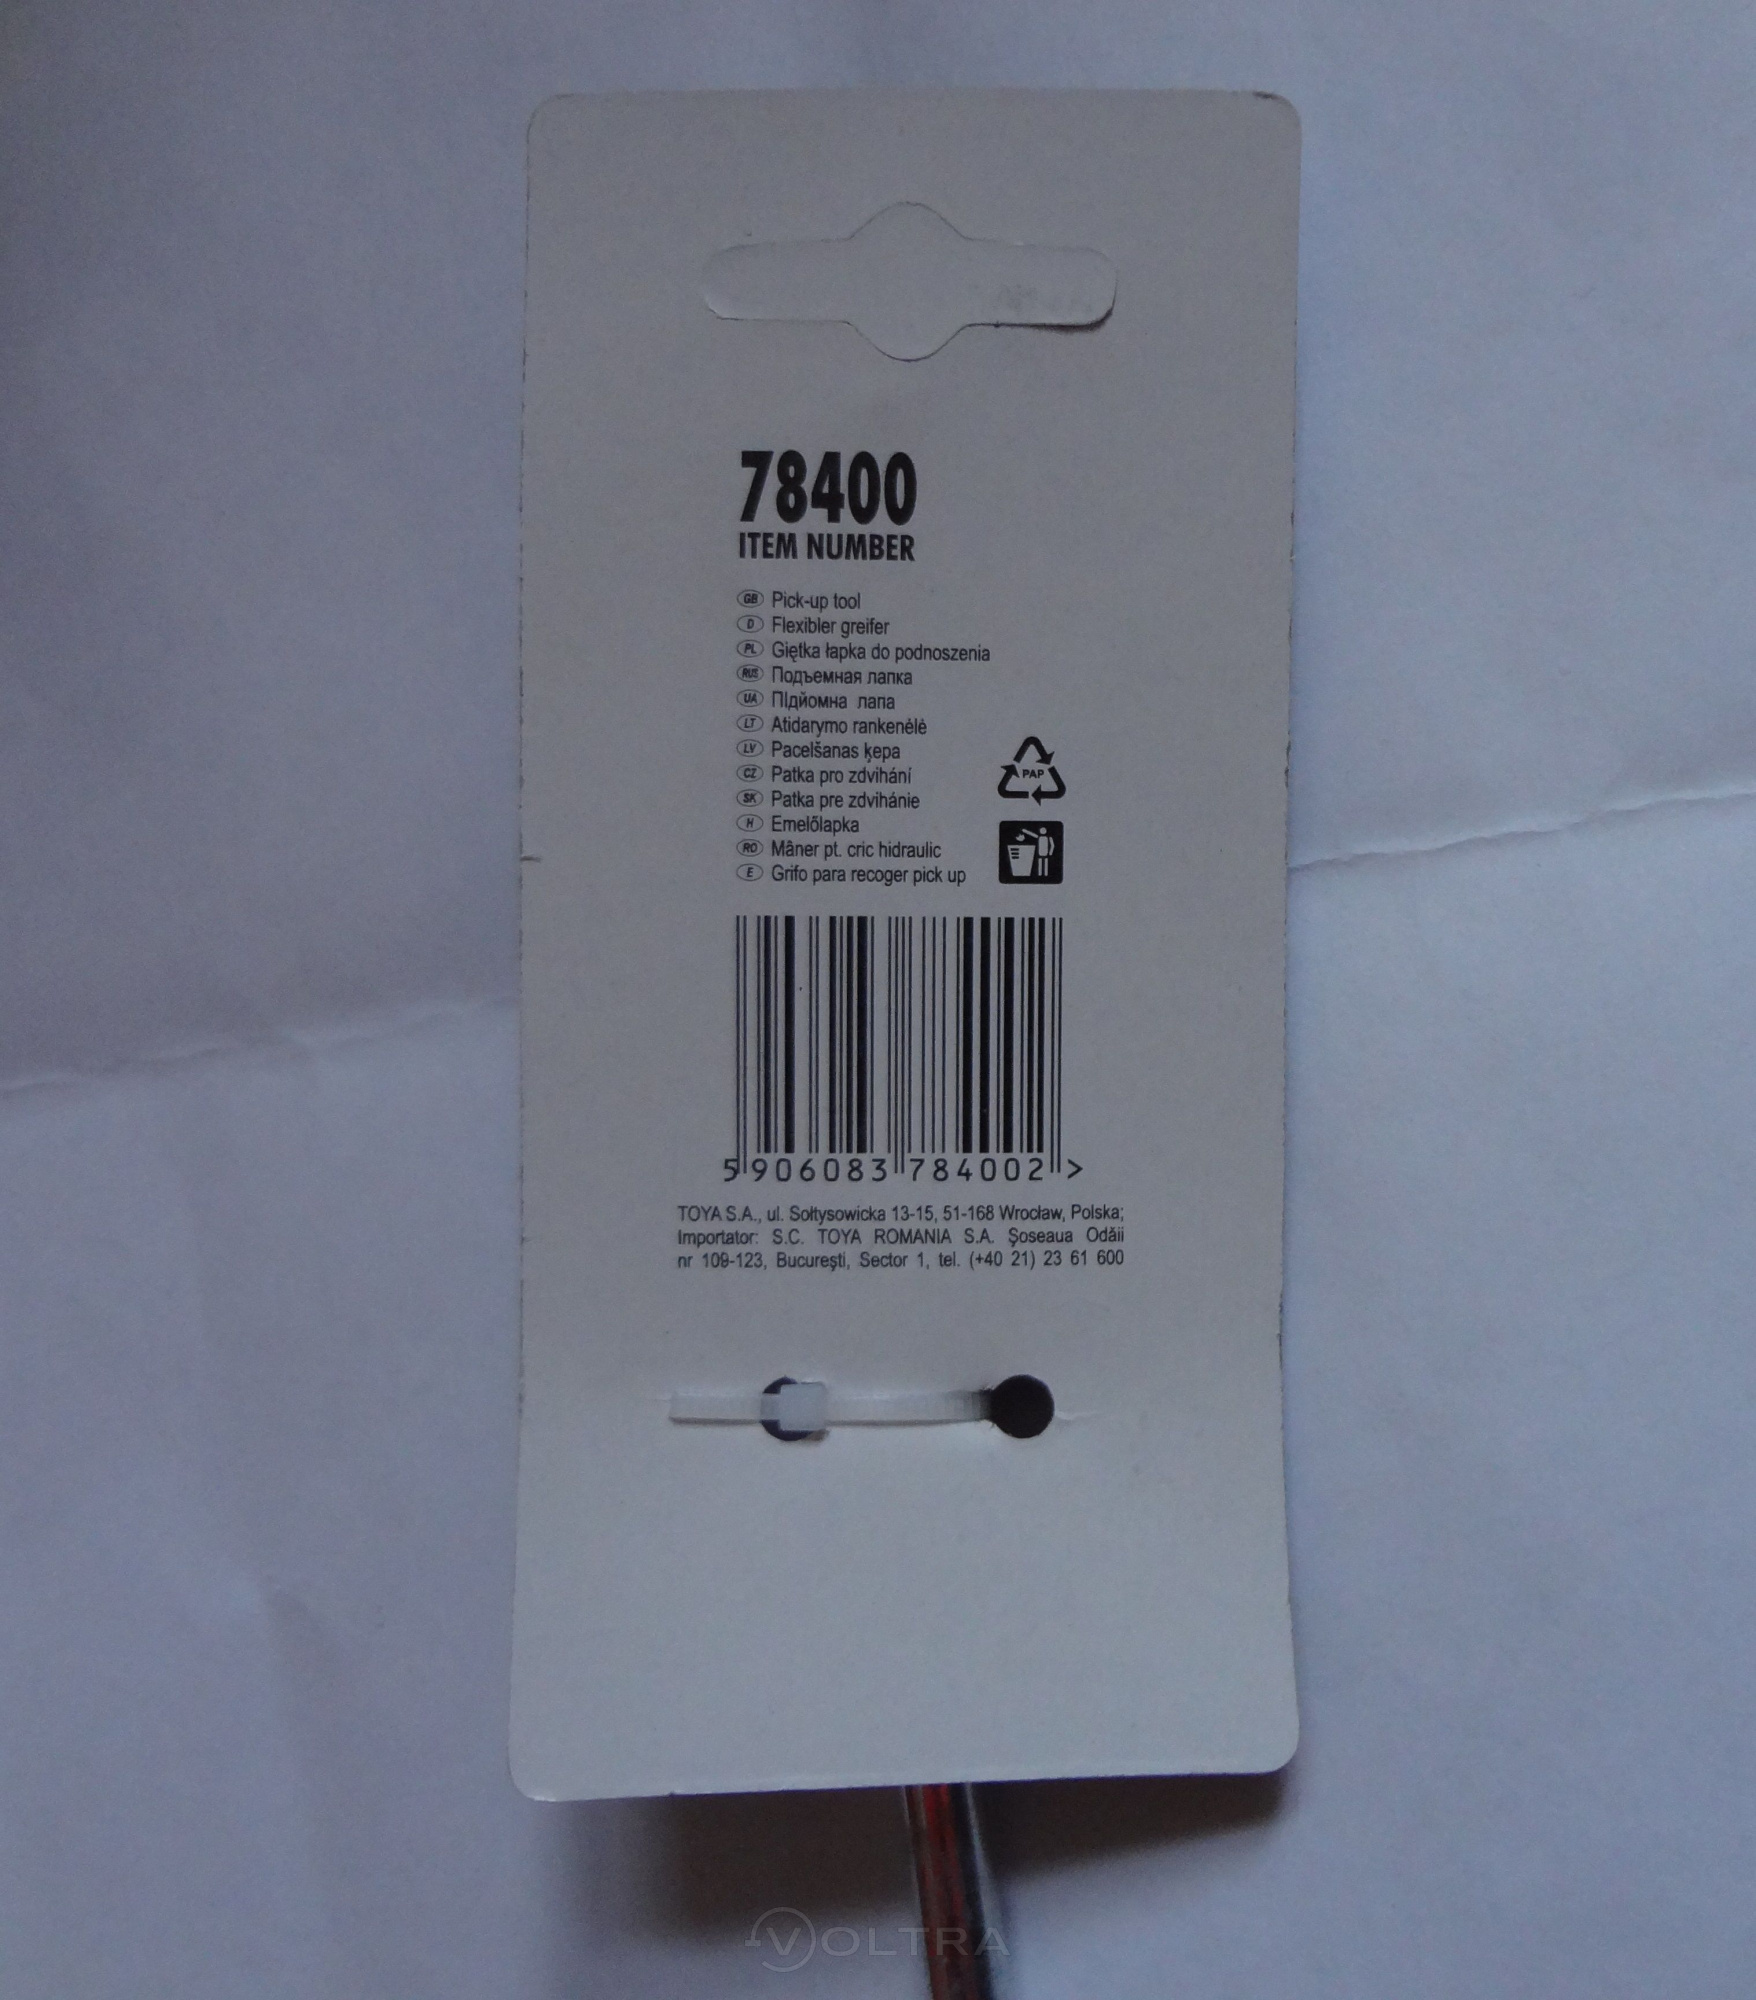 78400
ITEM NUMBER
GB Pick-up tool
D Flexibler greifer
PL Giętka łapka do podnoszenia
RUS Подъемная лапка
UA ПІдйомна лапа
LT Atidarymo rankenėlė
LV Pacelšanas ķepa
CZ Patka pro zdvihání
SK Patka pre zdvihánie
H Emelőlapka
RO Mâner pt. cric hidraulic
E Grifo para recoger pick up
PAP
5 906083 784002 >
TOYA S.A., ul. Sołtysowicka 13-15, 51-168 Wrocław, Polska;
Importator: S.C. TOYA ROMANIA S.A. Şoseaua Odăii
nr 109-123, Bucureşti, Sector 1, tel. (+40 21) 23 61 600
VOLTRA